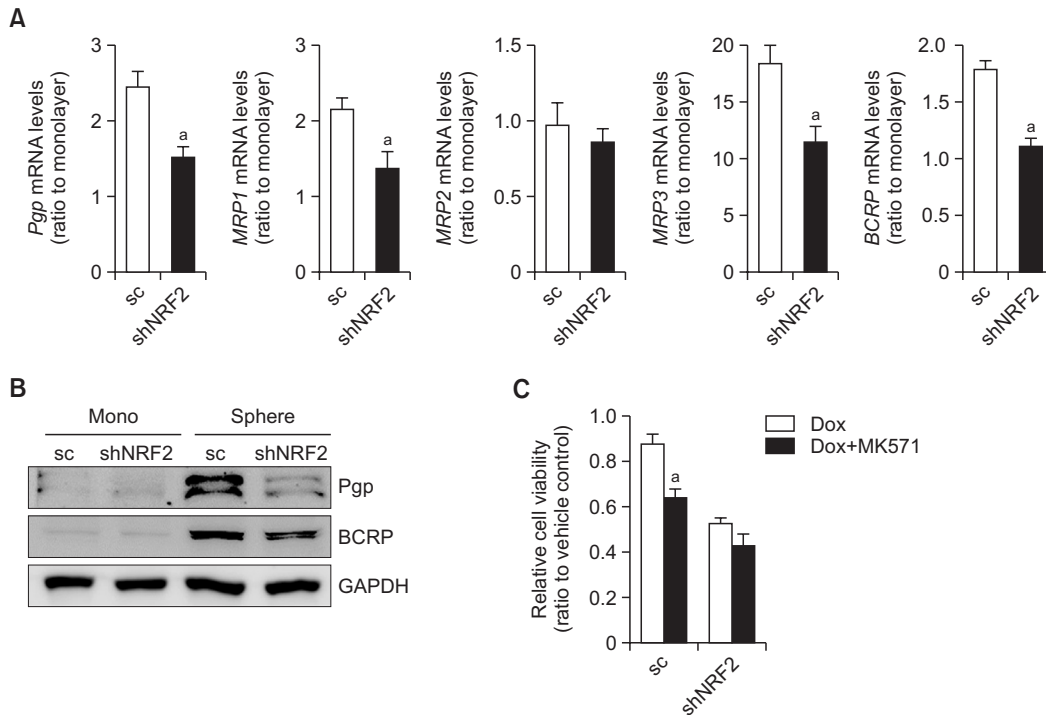 A
Pgp mRNA levels
(ratio to monolayer)
3
2
1
0
a
sc
shNRF2
MRP1 mRNA levels
(ratio to monolayer)
3
2
1
0
a
sc
shNRF2
MRP2 mRNA levels
(ratio to monolayer)
1.5
1.0
0.5
0
sc
shNRF2
MRP3 mRNA levels
(ratio to monolayer)
20
15
10
5
0
a
sc
shNRF2
BCRP mRNA levels
(ratio to monolayer)
2.0
1.5
1.0
0.5
0
a
sc
shNRF2
B
Mono Sphere
sc shNRF2 sc shNRF2
Pgp
BCRP
GAPDH
C
Relative cell viability
(ratio to vehicle control)
1.0
0.8
0.6
0.4
0.2
0
a
sc
shNRF2
Dox
Dox+MK571